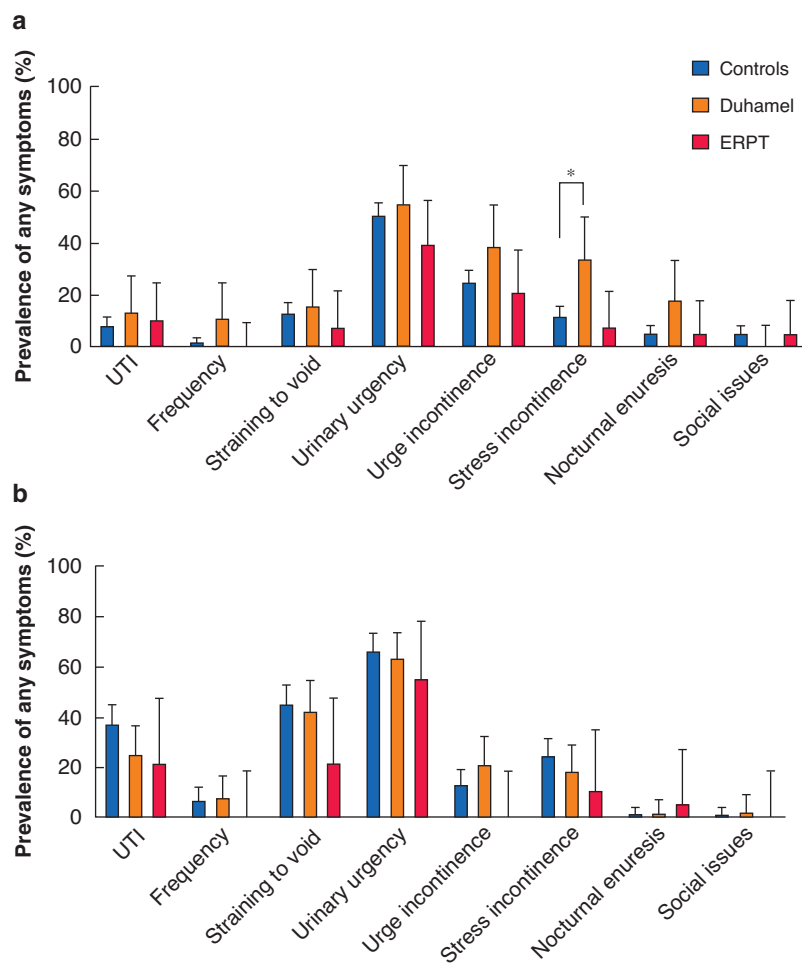 a
Prevalence of any symptoms (%)
100
80
60
40
20
0
Controls
Duhamel
ERPT
*
UTI
Frequency
Straining to void
Urinary urgency
Urge incontinence
Stress incontinence
Nocturnal enuresis
Social issues
b
Prevalence of any symptoms (%)
100
80
60
40
20
0
UTI
Frequency
Straining to void
Urinary urgency
Urge incontinence
Stress incontinence
Nocturnal enuresis
Social issues